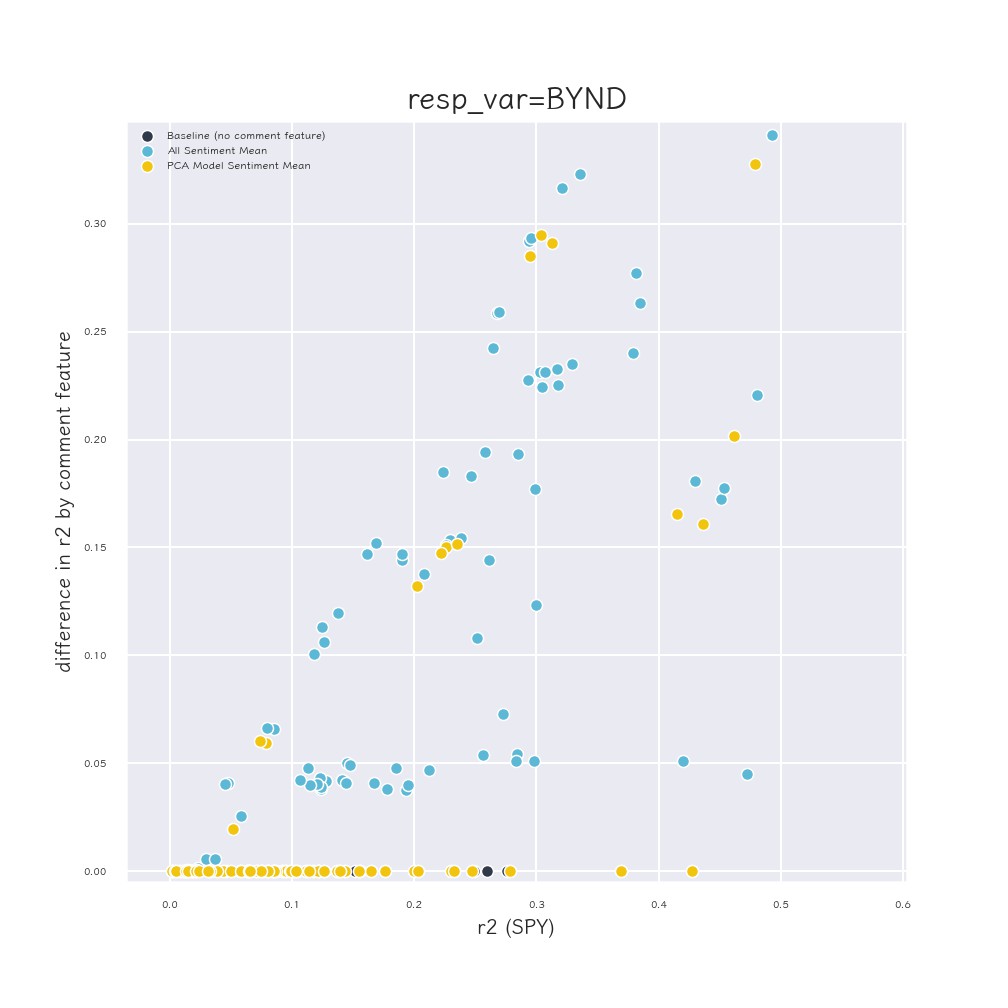 resp_var=BYND
Baseline (no comment feature)
All Sentiment Mean
PCA Model Sentiment Mean
difference in r2 by comment feature
0.30
0.25
0.20
0.15
0.10
0.05
0.00
0.0 0.1 0.2 0.3 0.4 0.5 0.6
r2 (SPY)